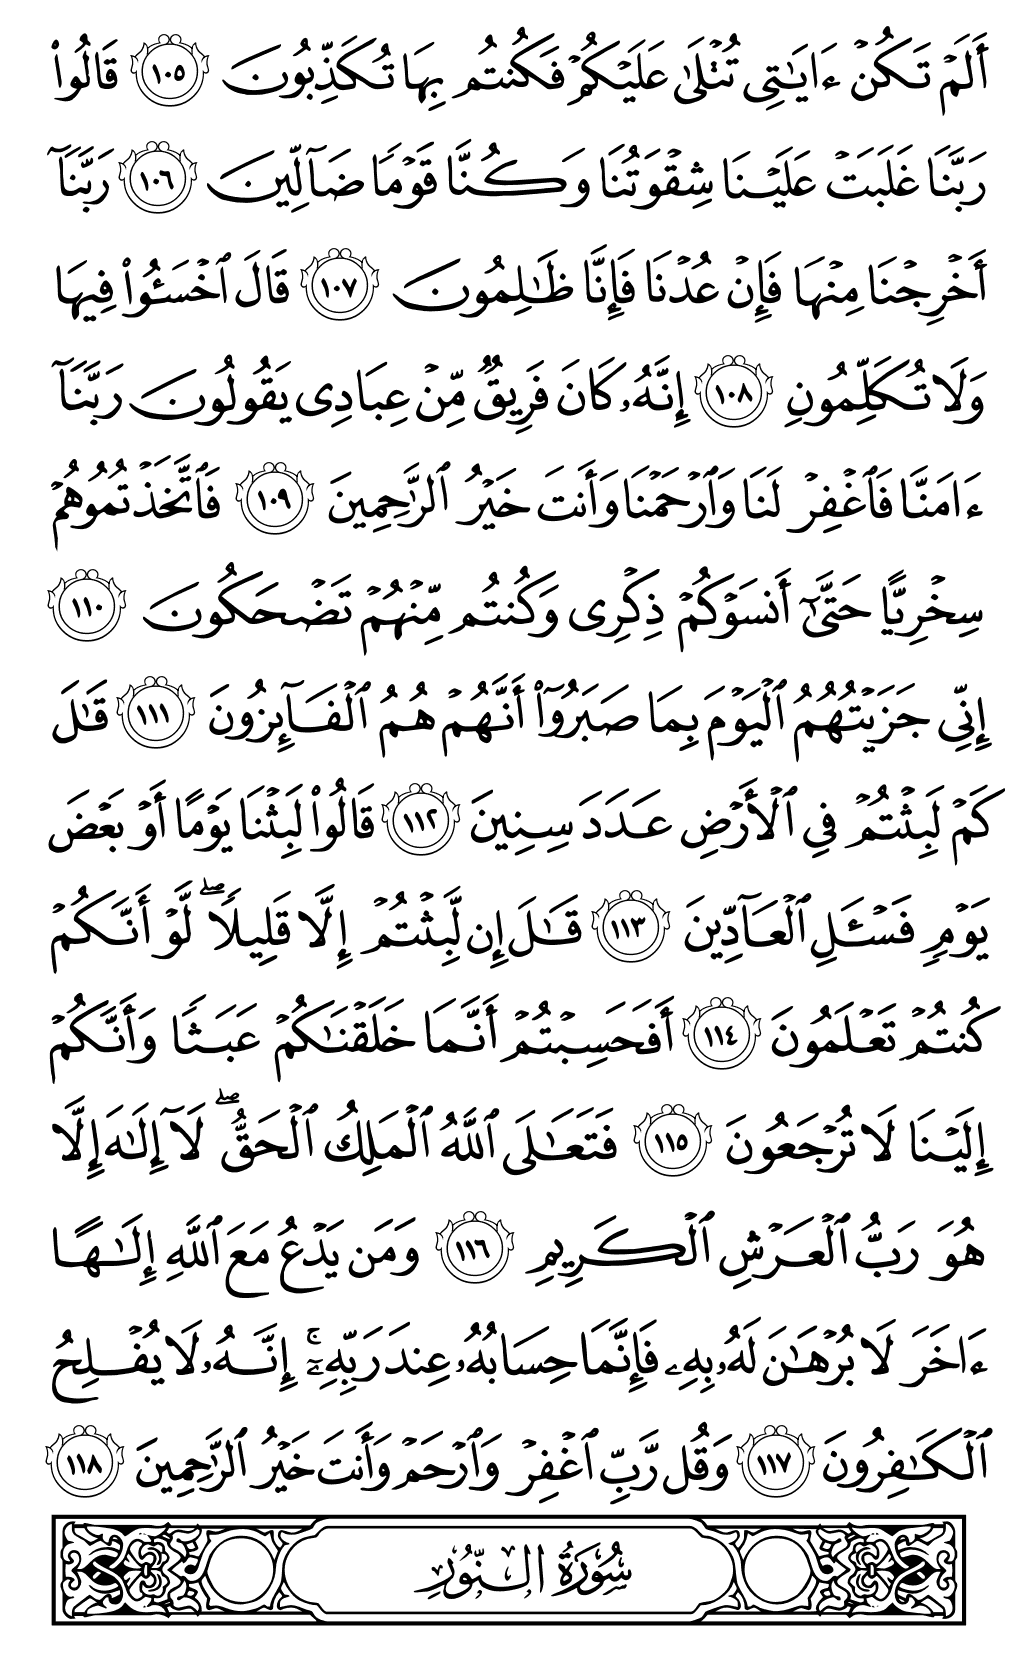 أَلَمْ تَكُنْ ءَايَٰتِى تُتْلَىٰ عَلَيْكُمْ فَكُنتُم بِهَا تُكَذِّبُونَ ١٠٥ قَالُوا۟
رَبَّنَا غَلَبَتْ عَلَيْنَا شِقْوَتُنَا وَكُنَّا قَوْمًا ضَآلِّينَ ١٠٦ رَبَّنَآ
أَخْرِجْنَا مِنْهَا فَإِنْ عُدْنَا فَإِنَّا ظَٰلِمُونَ ١٠٧ قَالَ ٱخْسَـُٔوا۟ فِيهَا
وَلَا تُكَلِّمُونِ ١٠٨ إِنَّهُۥ كَانَ فَرِيقٌ مِّنْ عِبَادِى يَقُولُونَ رَبَّنَآ
ءَامَنَّا فَٱغْفِرْ لَنَا وَٱرْحَمْنَا وَأَنتَ خَيْرُ ٱلرَّٰحِمِينَ ١٠٩ فَٱتَّخَذْتُمُوهُمْ
سِخْرِيًّا حَتَّىٰٓ أَنسَوْكُمْ ذِكْرِى وَكُنتُم مِّنْهُمْ تَضْحَكُونَ ١١٠
إِنِّى جَزَيْتُهُمُ ٱلْيَوْمَ بِمَا صَبَرُوٓا۟ أَنَّهُمْ هُمُ ٱلْفَآئِزُونَ ١١١ قَٰلَ
كَمْ لَبِثْتُمْ فِى ٱلْأَرْضِ عَدَدَ سِنِينَ ١١٢ قَالُوا۟ لَبِثْنَا يَوْمًا أَوْ بَعْضَ
يَوْمٍ فَسْـَٔلِ ٱلْعَآدِّينَ ١١٣ قَٰلَ إِن لَّبِثْتُمْ إِلَّا قَلِيلًا ۖ لَّوْ أَنَّكُمْ
كُنتُمْ تَعْلَمُونَ ١١٤ أَفَحَسِبْتُمْ أَنَّمَا خَلَقْنَٰكُمْ عَبَثًا وَأَنَّكُمْ
إِلَيْنَا لَا تُرْجَعُونَ ١١٥ فَتَعَٰلَى ٱللَّهُ ٱلْمَلِكُ ٱلْحَقُّ ۖ لَآ إِلَٰهَ إِلَّا
هُوَ رَبُّ ٱلْعَرْشِ ٱلْكَرِيمِ ١١٦ وَمَن يَدْعُ مَعَ ٱللَّهِ إِلَٰهًا
ءَاخَرَ لَا بُرْهَٰنَ لَهُۥ بِهِۦ فَإِنَّمَا حِسَابُهُۥ عِندَ رَبِّهِۦٓ ۚ إِنَّهُۥ لَا يُفْلِحُ
ٱلْكَٰفِرُونَ ١١٧ وَقُل رَّبِّ ٱغْفِرْ وَٱرْحَمْ وَأَنتَ خَيْرُ ٱلرَّٰحِمِينَ ١١٨
سُورَةُ النُّورِ